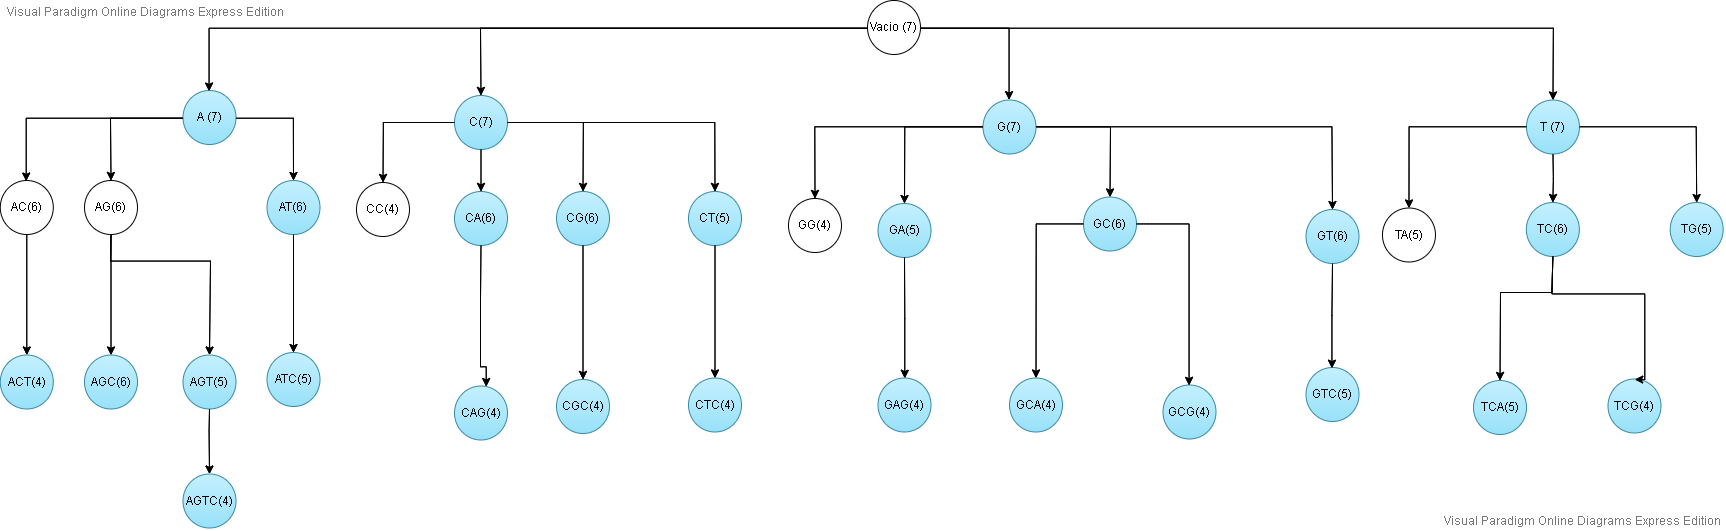 Visual Paradigm Online Diagrams Express Edition
Vacio (7)
A (7)
C(7)
G(7)
T (7)
AC(6)
AG(6)
AT(6)
CC(4)
CA(6)
CG(6)
CT(5)
GG(4)
GA(5)
GC(6)
GT(6)
TA(5)
TC(6)
TG(5)
ACT(4)
AGC(6)
AGT(5)
ATC(5)
CAG(4)
CGC(4)
CTC(4)
GAG(4)
GCA(4)
GCG(4)
GTC(5)
TCA(5)
TCG(4)
AGTC(4)
Visual Paradigm Online Diagrams Express Edition